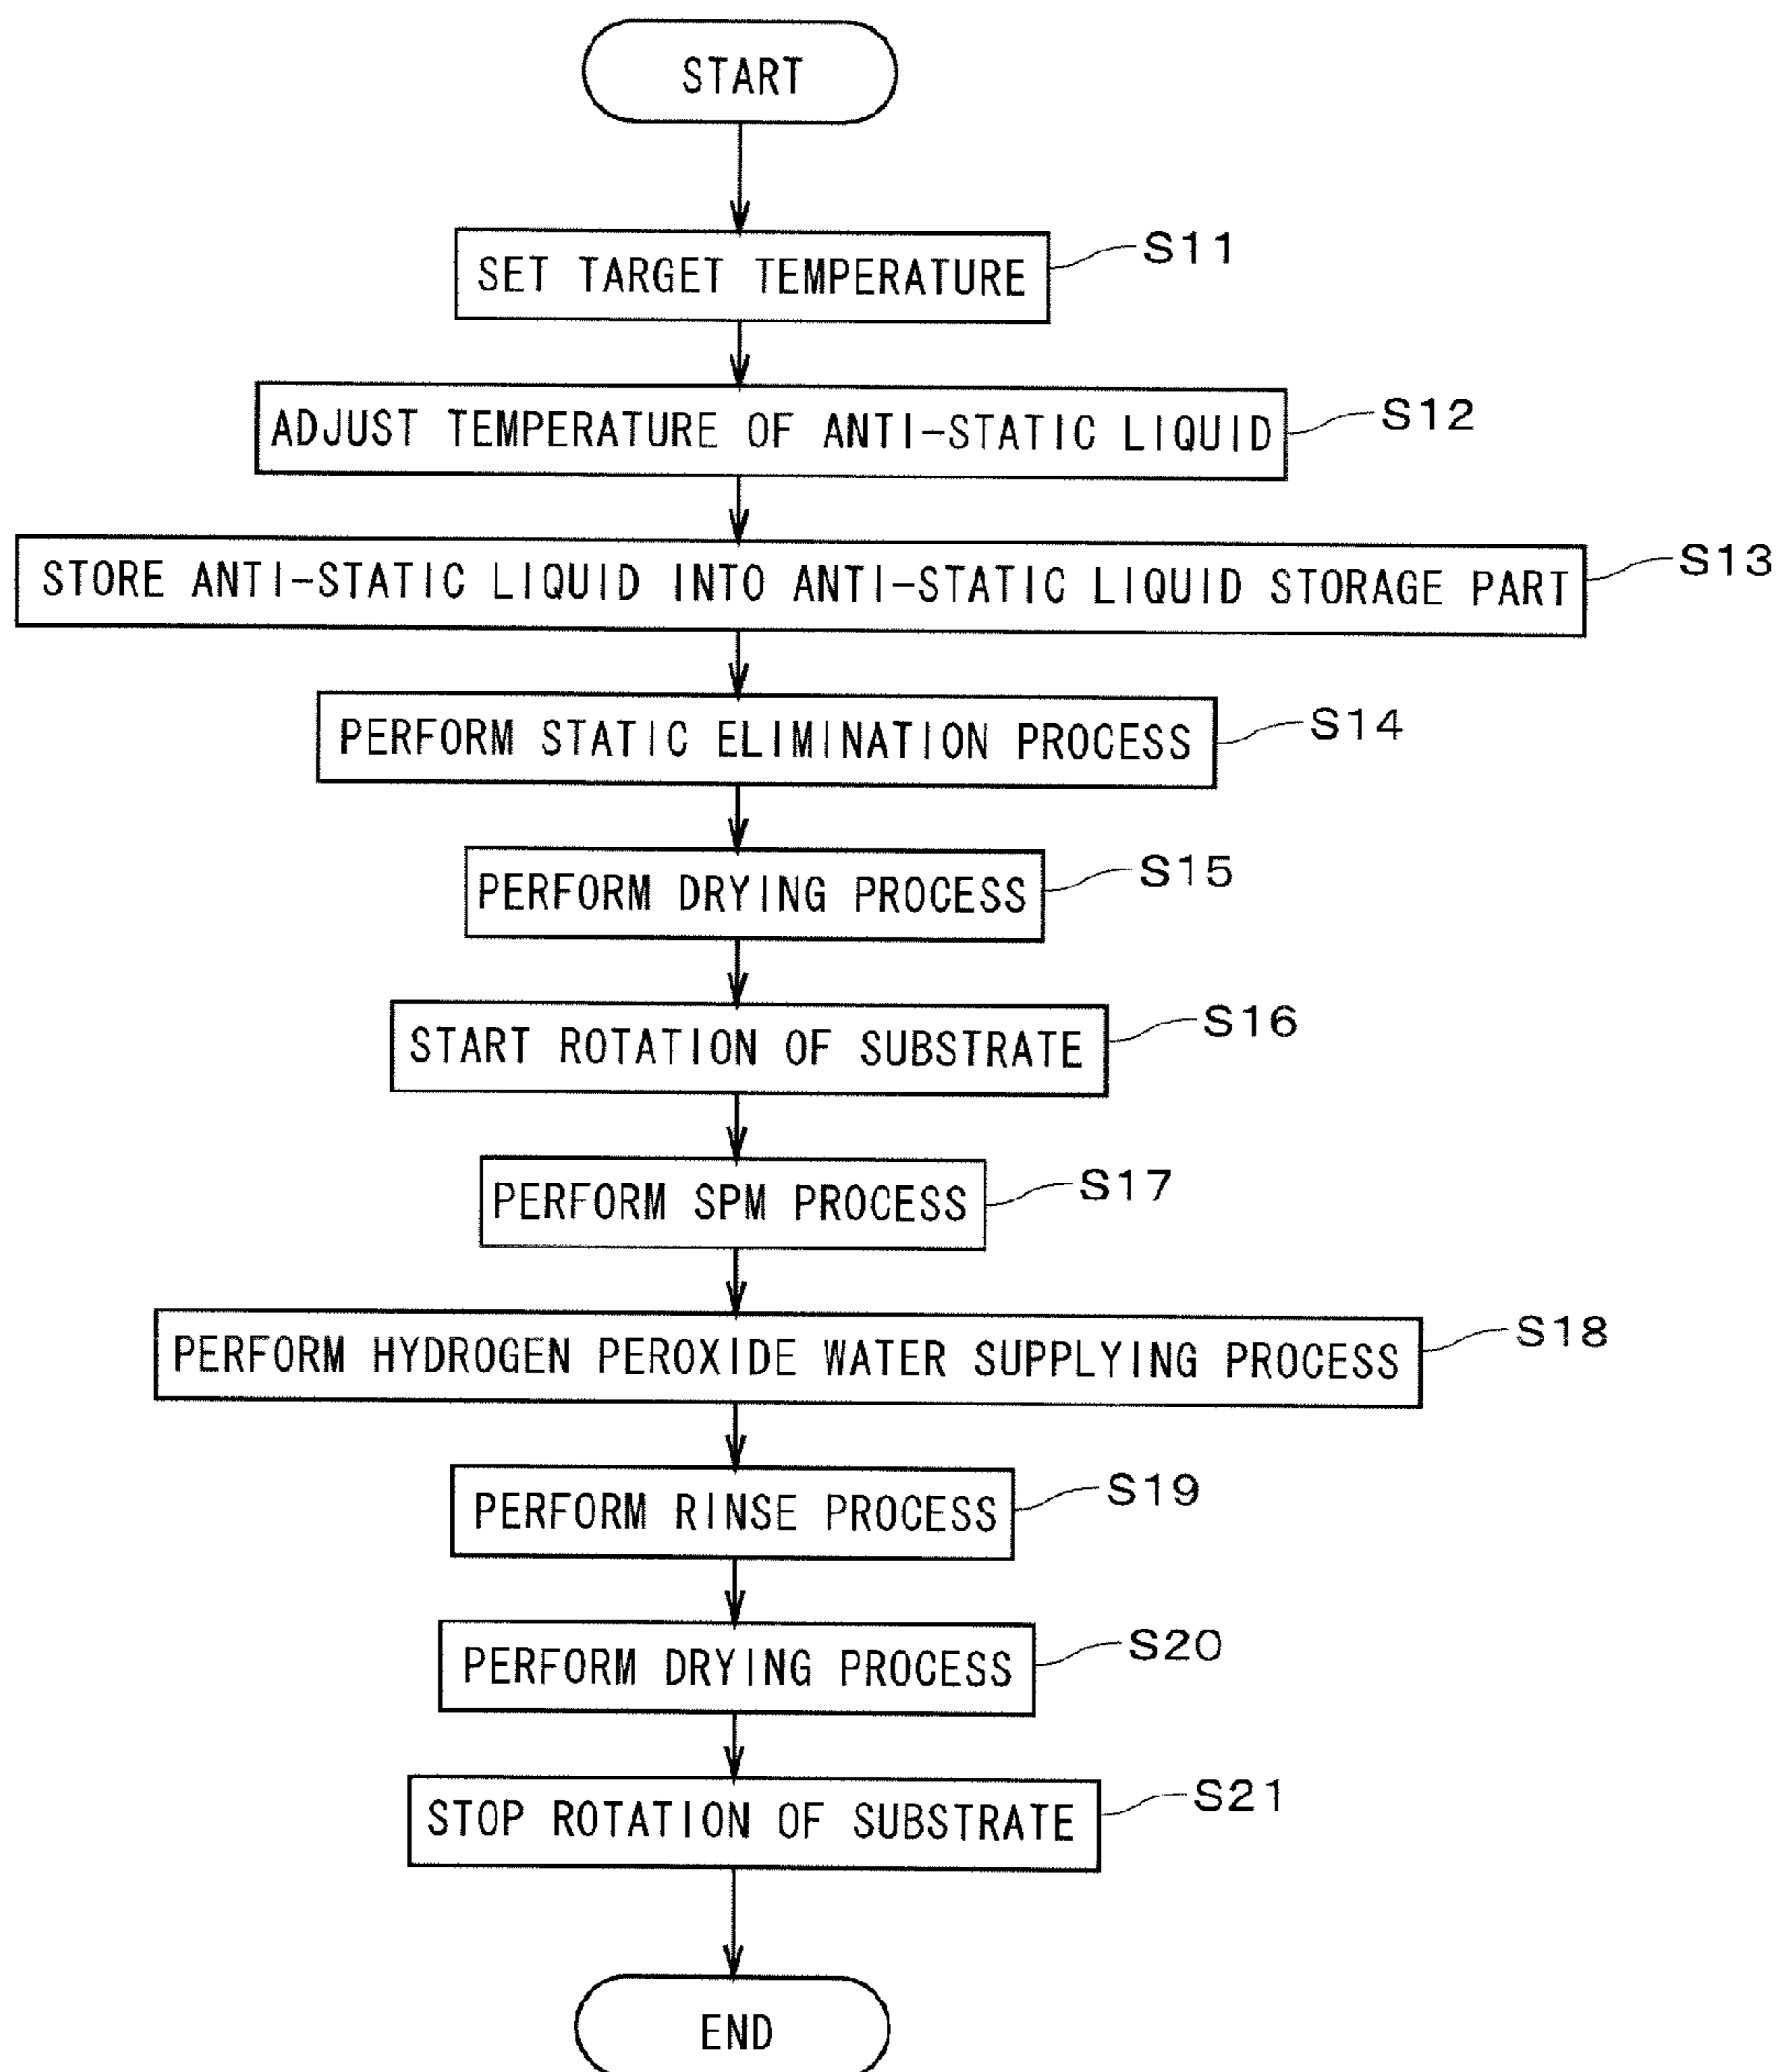 START
SET TARGET TEMPERATURE S11
ADJUST TEMPERATURE OF ANTI-STATIC LIQUID S12
STORE ANTI-STATIC LIQUID INTO ANTI-STATIC LIQUID STORAGE PART S13
PERFORM STATIC ELIMINATION PROCESS S14
PERFORM DRYING PROCESS S15
START ROTATION OF SUBSTRATE S16
PERFORM SPM PROCESS S17
PERFORM HYDROGEN PEROXIDE WATER SUPPLYING PROCESS S18
PERFORM RINSE PROCESS S19
PERFORM DRYING PROCESS S20
STOP ROTATION OF SUBSTRATE S21
END